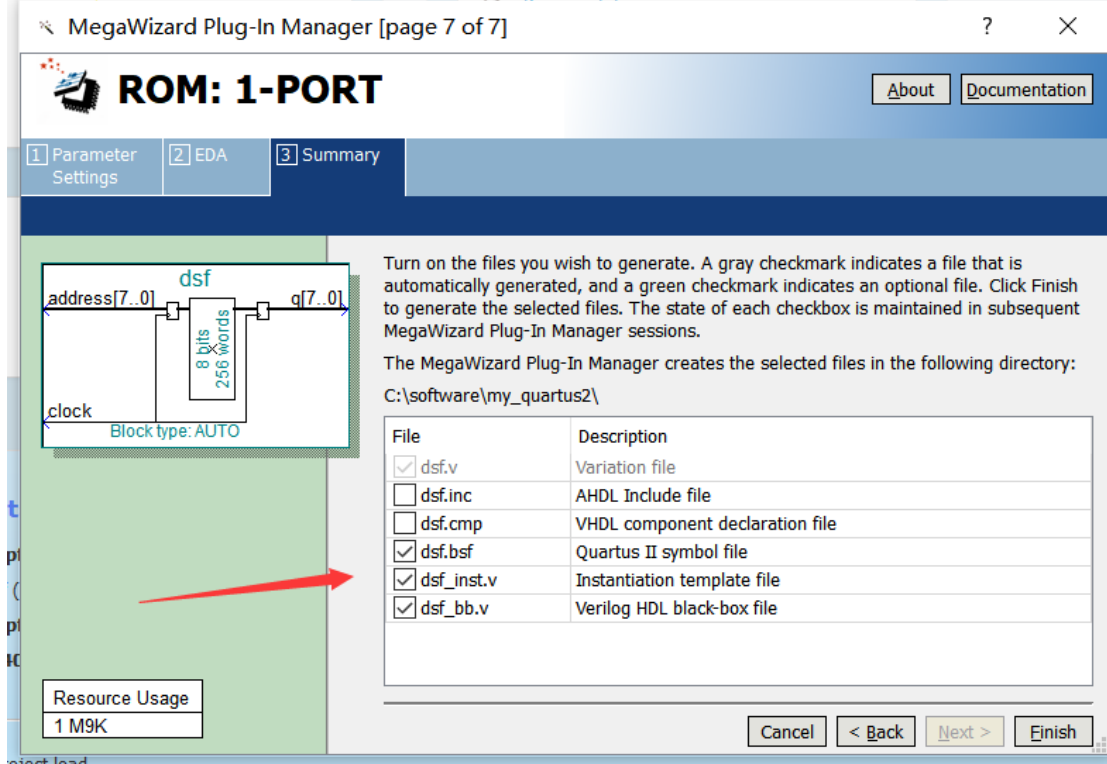 MegaWizard Plug-In Manager [page 7 of 7]
?
ROM: 1-PORT
About
Documentation
1 Parameter Settings
2 EDA
3 Summary
dsf
address[7..0]
q[7..0]
8 bits
256 words
clock
Block type: AUTO
Resource Usage
1 M9K
Turn on the files you wish to generate. A gray checkmark indicates a file that is
automatically generated, and a green checkmark indicates an optional file. Click Finish
to generate the selected files. The state of each checkbox is maintained in subsequent
MegaWizard Plug-In Manager sessions.
The MegaWizard Plug-In Manager creates the selected files in the following directory:
C:\software\my_quartus2\
File Description
dsf.v Variation file
dsf.inc AHDL Include file
dsf.cmp VHDL component declaration file
dsf.bsf Quartus II symbol file
dsf_inst.v Instantiation template file
dsf_bb.v Verilog HDL black-box file
Cancel
< Back
Next >
Finish